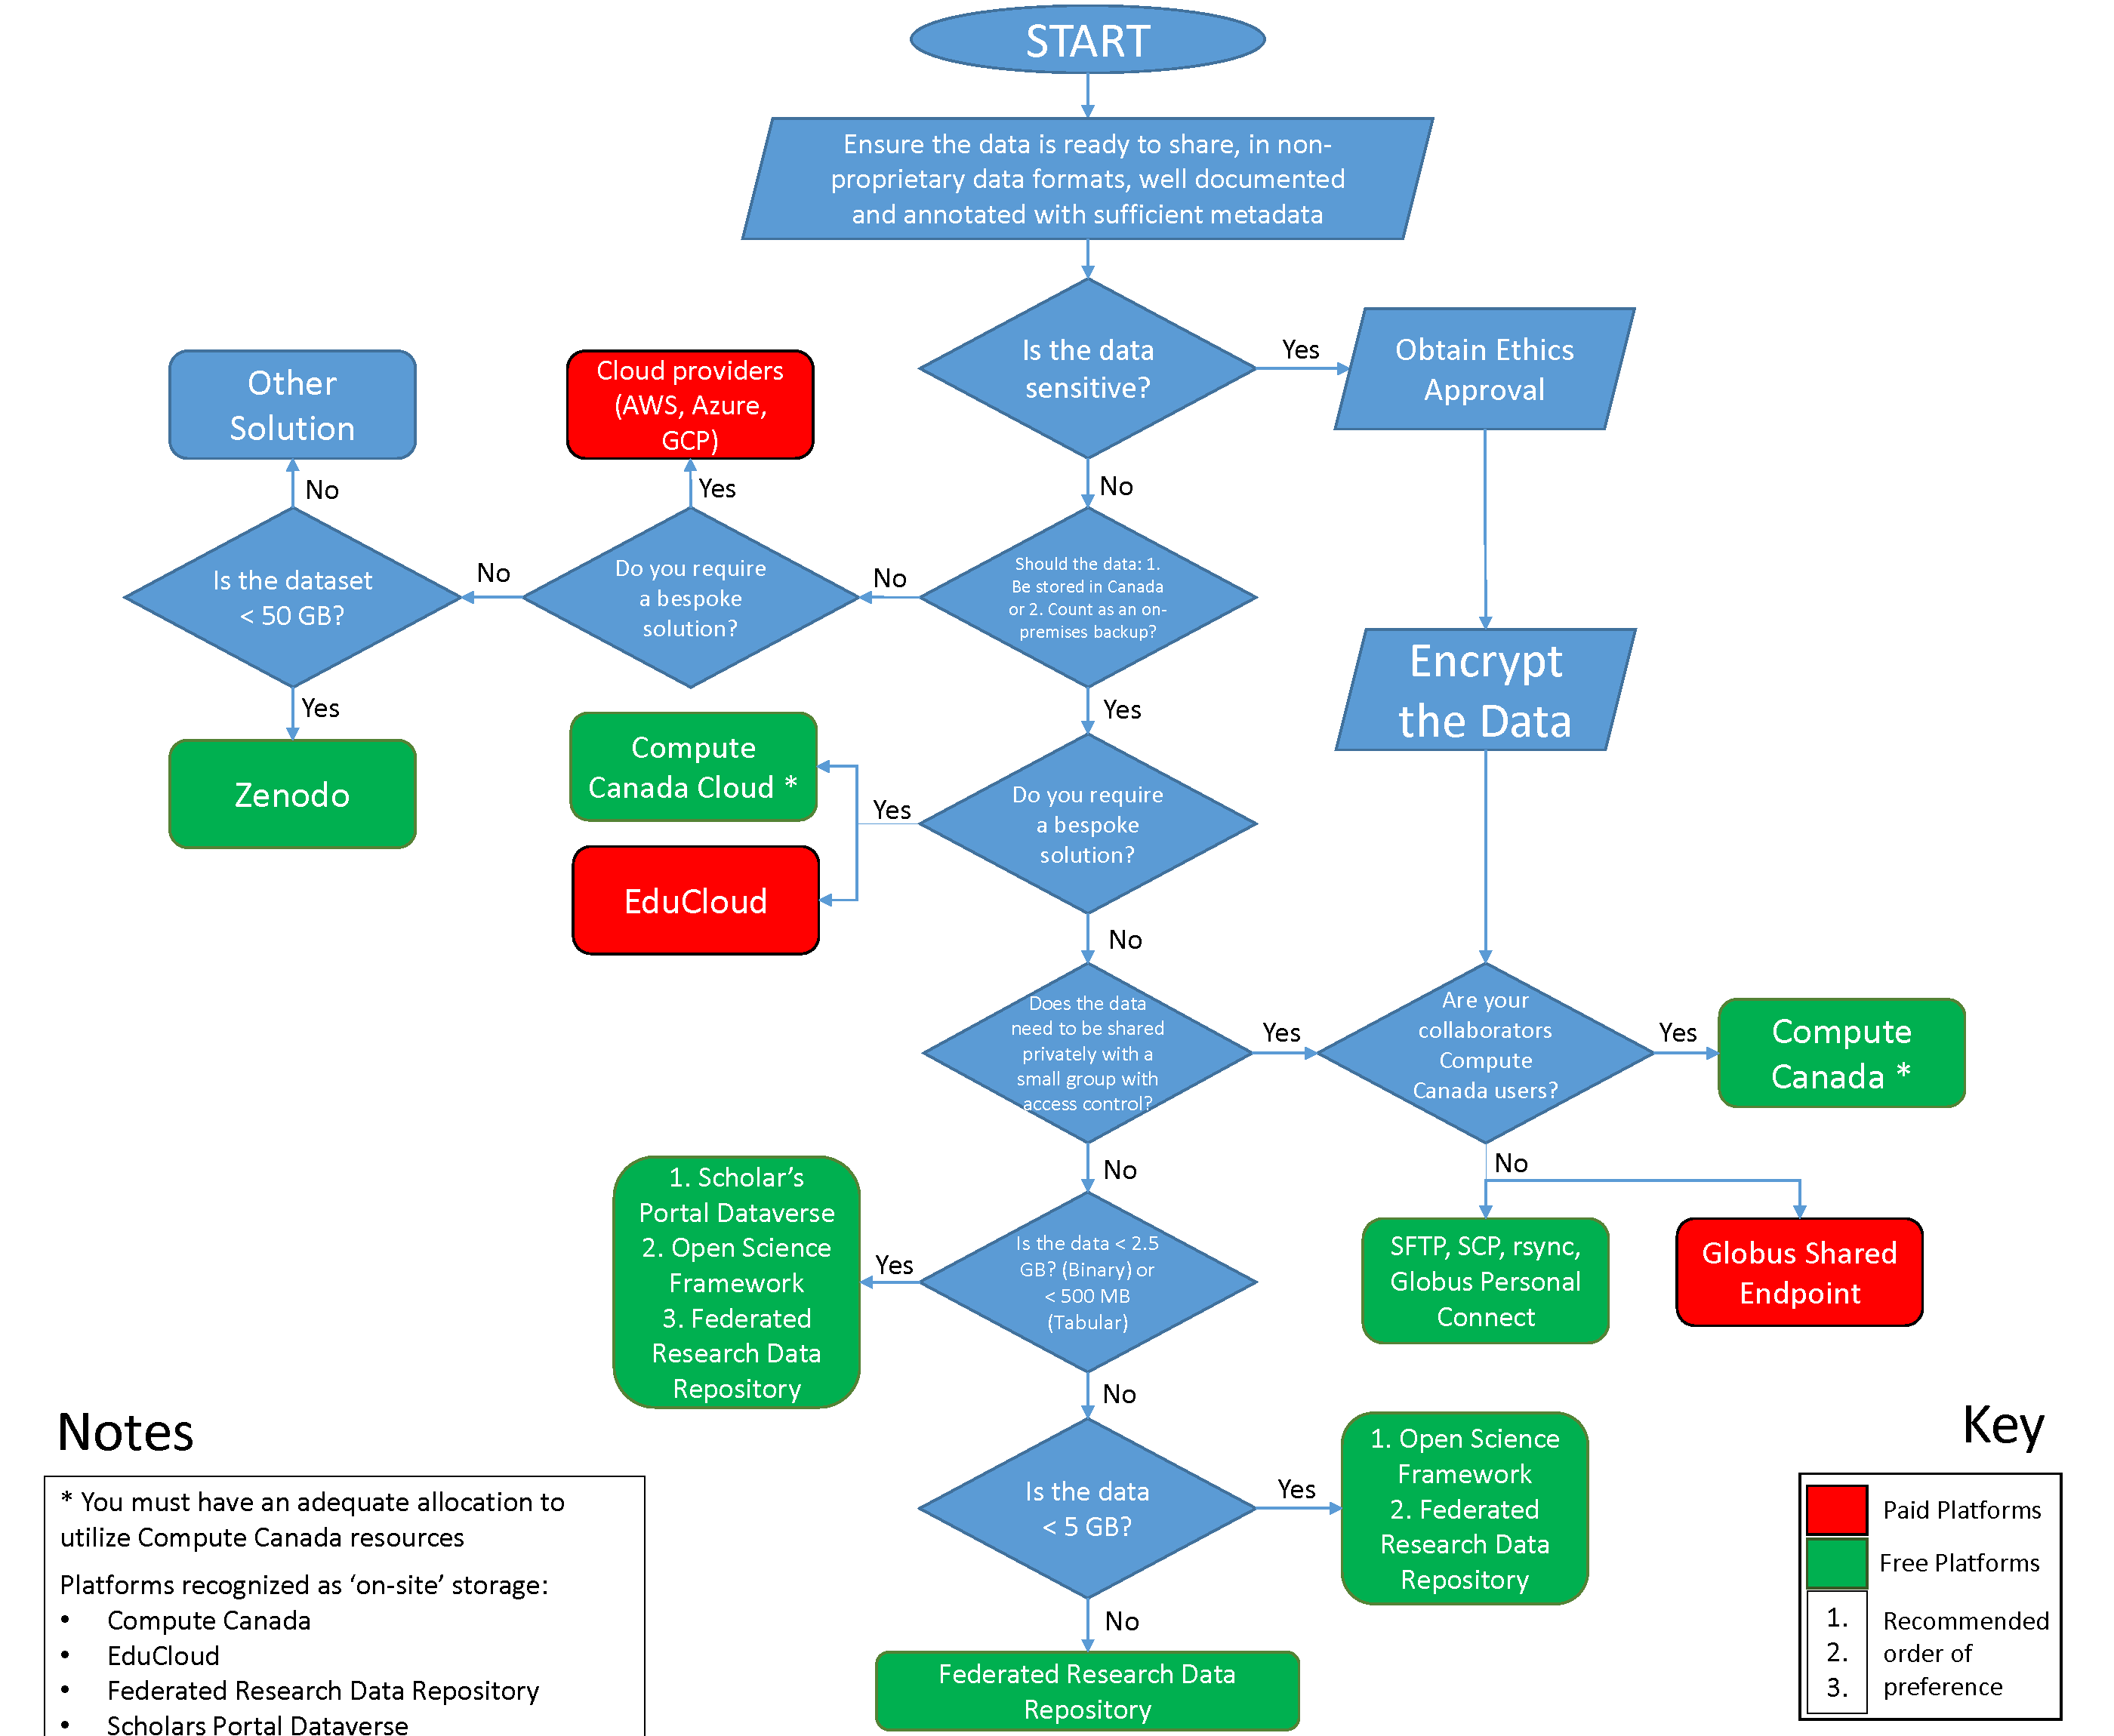 START
Ensure the data is ready to share, in non-
proprietary data formats, well documented
and annotated with sufficient metadata
Is the data
sensitive?
Yes
Obtain Ethics
Approval
No
Other
Solution
Cloud providers
(AWS, Azure,
GCP)
No
Yes
Is the dataset
< 50 GB?
No
Do you require
a bespoke
solution?
No
Should the data: 1.
Be stored in Canada
or 2. Count as an on-
premises backup?
Encrypt
the Data
Yes
Yes
Zenodo
Compute
Canada Cloud *
EduCloud
Yes
Do you require
a bespoke
solution?
No
Does the data
need to be shared
privately with a
small group with
access control?
Yes
Are your
collaborators
Compute
Canada users?
Yes
Compute
Canada *
No
No
SFTP, SCP, rsync,
Globus Personal
Connect
Globus Shared
Endpoint
1. Scholar’s
Portal Dataverse
2. Open Science
Framework
3. Federated
Research Data
Repository
Yes
Is the data < 2.5
GB? (Binary) or
< 500 MB
(Tabular)
No
Is the data
< 5 GB?
Yes
1. Open Science
Framework
2. Federated
Research Data
Repository
No
Federated Research Data
Repository
Notes
* You must have an adequate allocation to
utilize Compute Canada resources
Platforms recognized as ‘on-site’ storage:
• Compute Canada
• EduCloud
• Federated Research Data Repository
• Scholars Portal Dataverse
Key
Paid Platforms
Free Platforms
1. Recommended
2. order of
3. preference